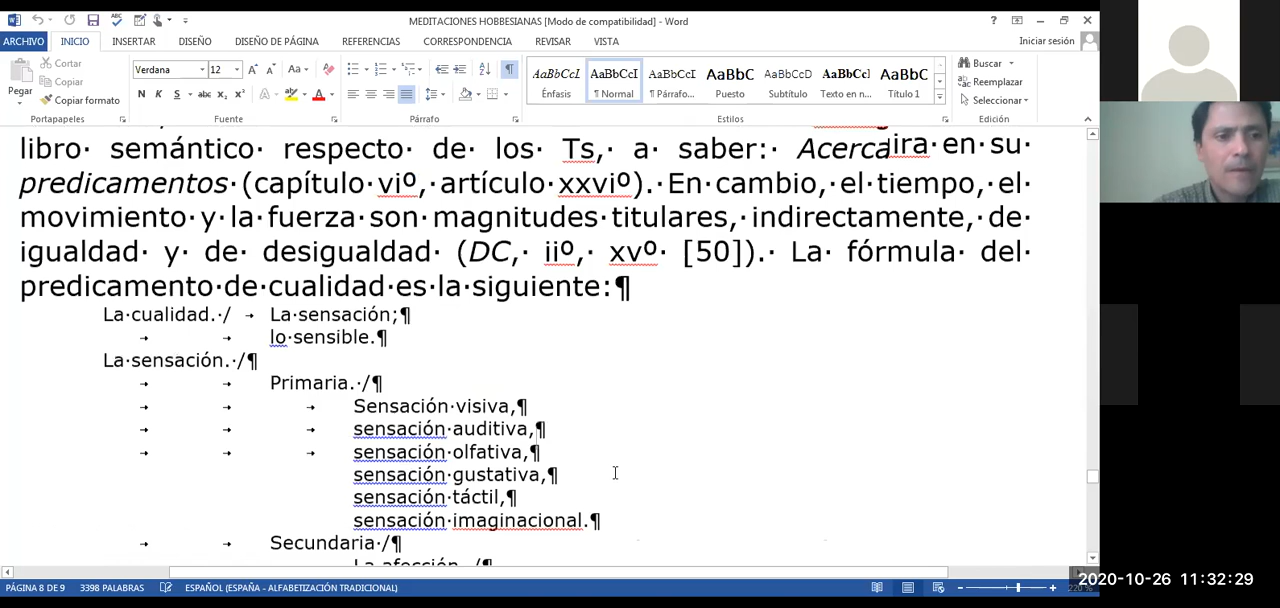 MEDITACIONES HOBBESIANAS [Modo de compatibilidad] - Word
ARCHIVO INICIO INSERTAR DISEÑO DISEÑO DE PÁGINA REFERENCIAS CORRESPONDENCIA REVISAR VISTA Iniciar sesión
Pegar
Cortar
Copiar
Copiar formato
Verdana 12
Portapapeles Fuente Párrafo Estilos Edición
AaBbCcI Énfasis
AaBbCcI ¶ Normal
AaBbCcI ¶ Párrafo...
AaBbC Puesto
AaBbCcD Subtítulo
AaBbCcI Texto en n...
AaBbC Título 1
Buscar
Reemplazar
Seleccionar
libro semántico respecto de los Ts, a saber: Acerca ira en su
predicamentos (capítulo viº, artículo xxviº). En cambio, el tiempo, el
movimiento y la fuerza son magnitudes titulares, indirectamente, de
igualdad y de desigualdad (DC, iiº, xvº [50]). La fórmula del
predicamento de cualidad es la siguiente:¶
La cualidad. / La sensación;¶
lo sensible.¶
La sensación. /¶
Primaria. /¶
Sensación visiva,¶
sensación auditiva,¶
sensación olfativa,¶
sensación gustativa,¶
sensación táctil,¶
sensación imaginacional.¶
Secundaria /¶
La afección. /¶
PÁGINA 8 DE 9 3398 PALABRAS ESPAÑOL (ESPAÑA - ALFABETIZACIÓN TRADICIONAL) 220 %
2020-10-26 11:32:29